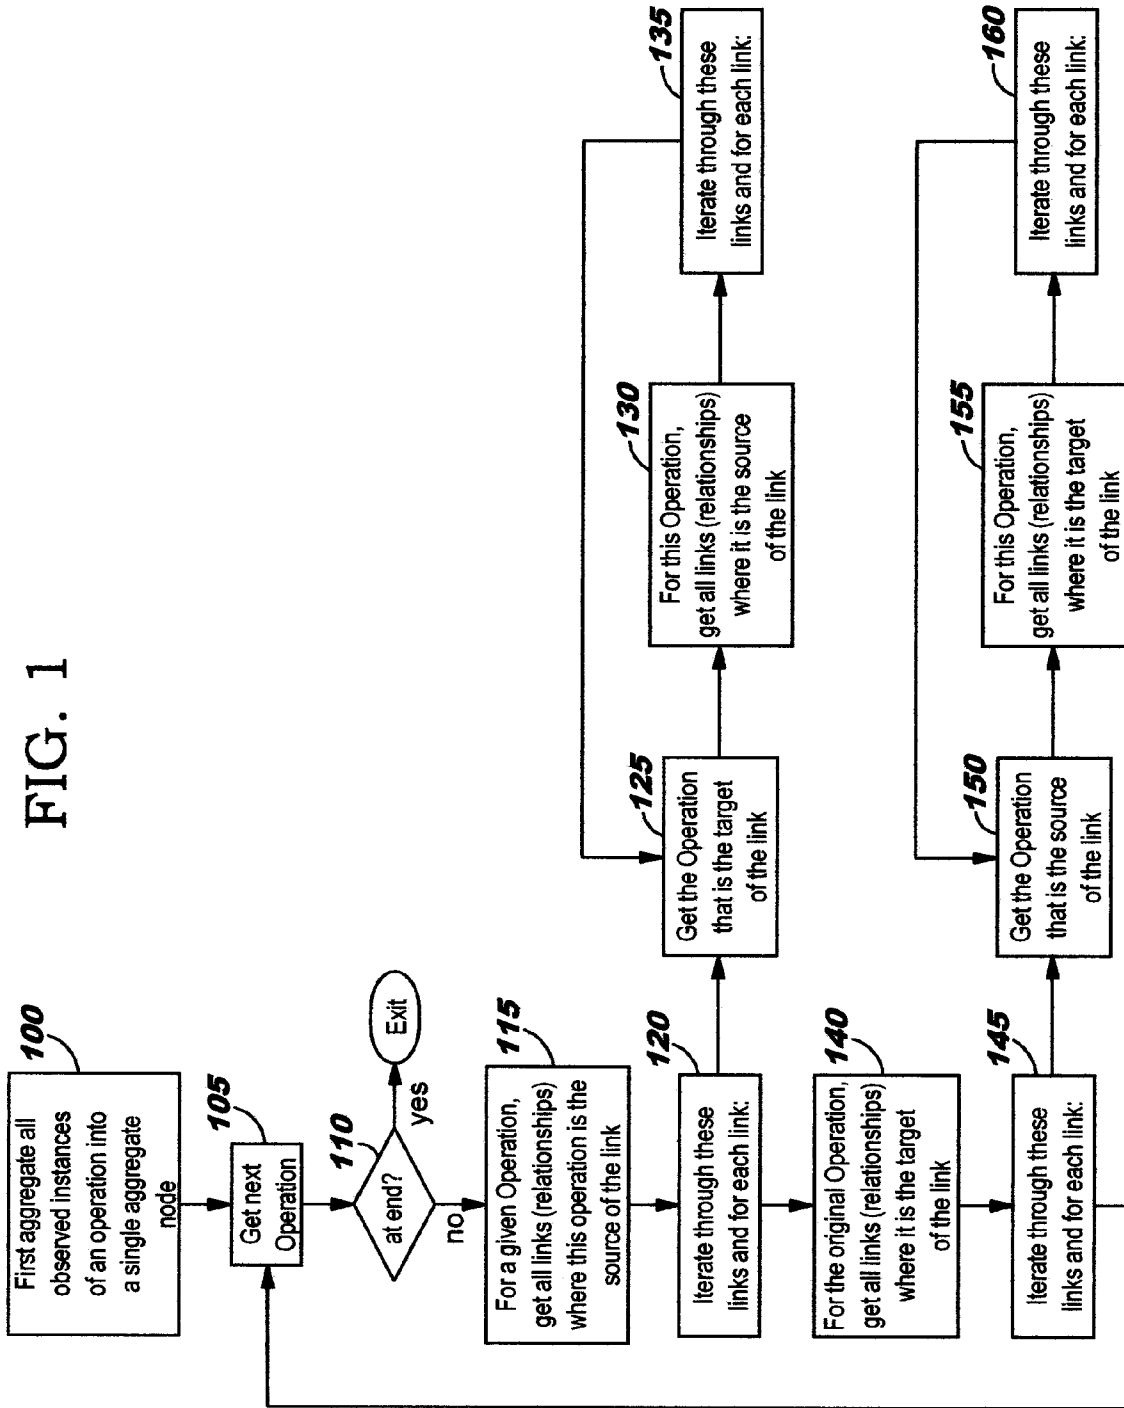 FIG. 1
100
First aggregate all
observed instances
of an operation into
a single aggregate
node
105
Get next
Operation
110
at end?
yes
Exit
no
115
For a given Operation,
get all links (relationships)
where this operation is the
source of the link
120
Iterate through these
links and for each link:
125
Get the Operation
that is the target
of the link
130
For this Operation,
get all links (relationships)
where it is the source
of the link
135
Iterate through these
links and for each link:
140
For the original Operation,
get all links (relationships)
where it is the target
of the link
145
Iterate through these
links and for each link:
150
Get the Operation
that is the source
of the link
155
For this Operation,
get all links (relationships)
where it is the target
of the link
160
Iterate through these
links and for each link: